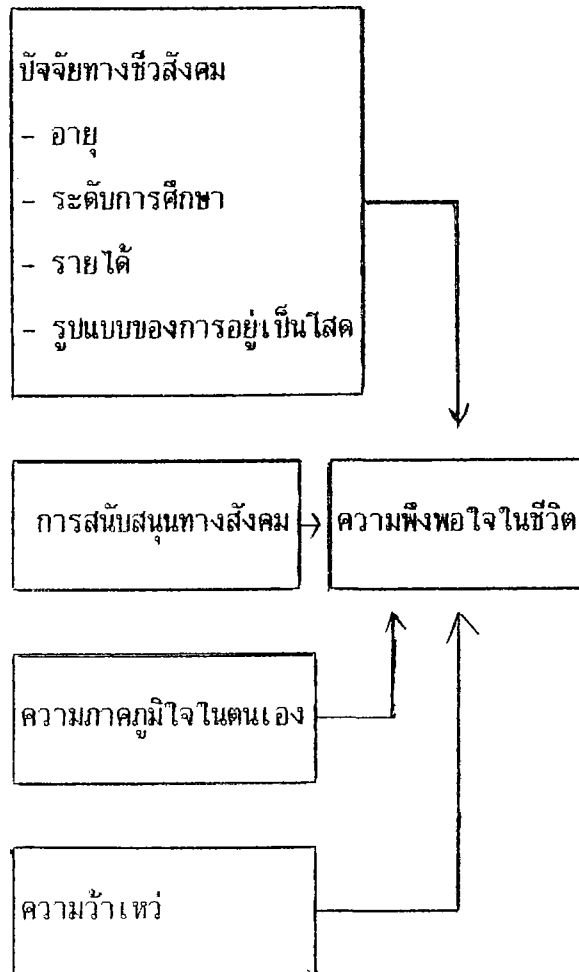 ปัจจัยทางชีวสังคม
- อายุ
- ระดับการศึกษา
- รายได้
- รูปแบบของการอยู่เป็นโสด
การสนับสนุนทางสังคม
ความพึงพอใจในชีวิต
ความภาคภูมิใจในตนเอง
ความว้าเหว่